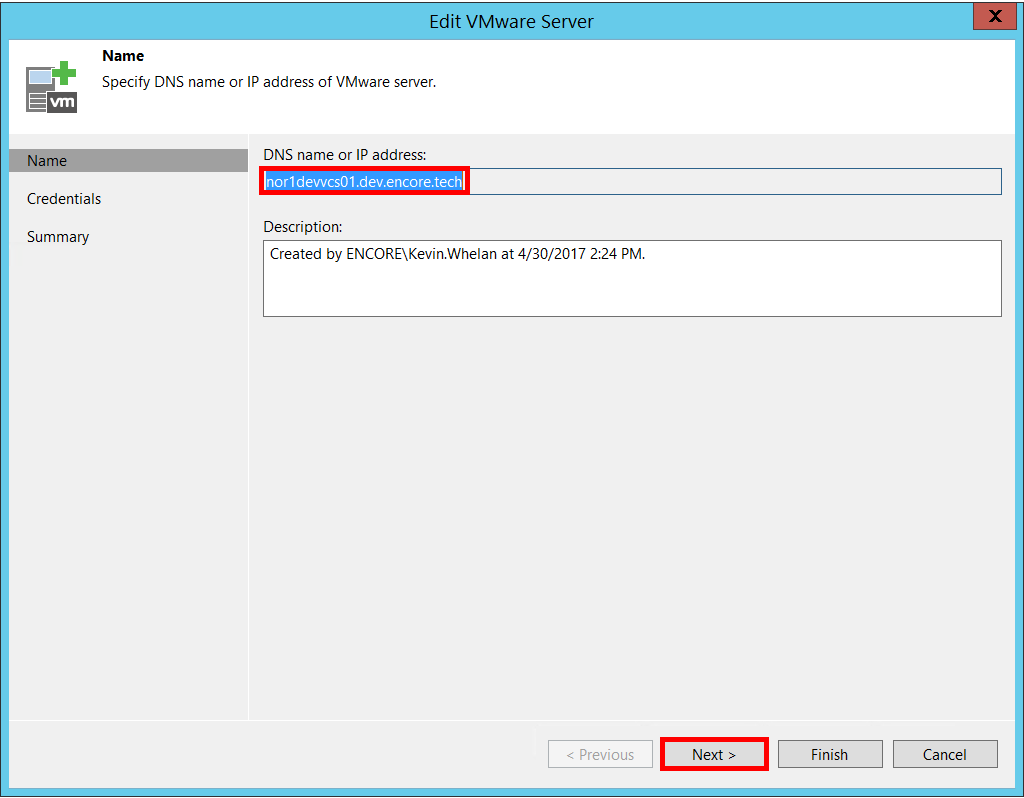 Edit VMware Server
X
Name
Specify DNS name or IP address of VMware server.
vm
Name
Credentials
Summary
DNS name or IP address:
nor1devvcs01.dev.encore.tech
Description:
Created by ENCORE\Kevin.Whelan at 4/30/2017 2:24 PM.
< Previous
Next >
Finish
Cancel